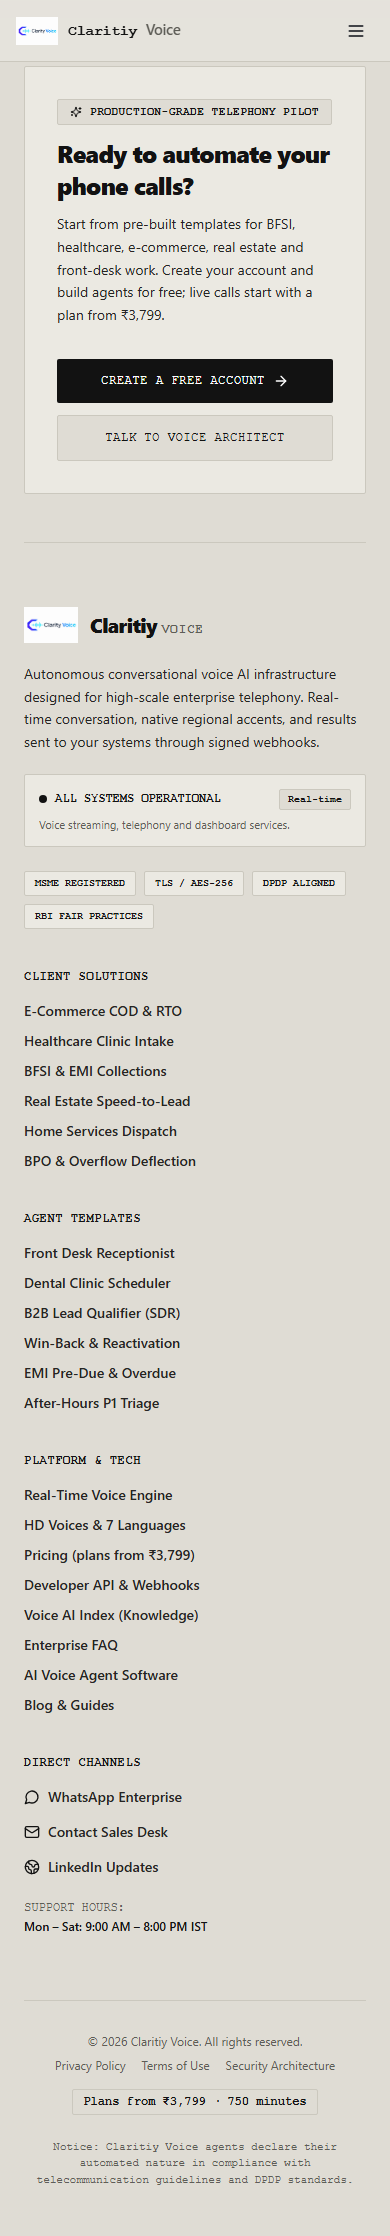 Clarity Voice
Claritiy Voice
PRODUCTION-GRADE TELEPHONY PILOT
Ready to automate your
phone calls?
Start from pre-built templates for BFSI,
healthcare, e-commerce, real estate and
front-desk work. Create your account and
build agents for free; live calls start with a
plan from ₹3,799.
CREATE A FREE ACCOUNT →
TALK TO VOICE ARCHITECT
Clarity Voice
Claritiy VOICE
Autonomous conversational voice AI infrastructure
designed for high-scale enterprise telephony. Real-
time conversation, native regional accents, and results
sent to your systems through signed webhooks.
ALL SYSTEMS OPERATIONAL
Real-time
Voice streaming, telephony and dashboard services.
MSME REGISTERED
TLS / AES-256
DPDP ALIGNED
RBI FAIR PRACTICES
CLIENT SOLUTIONS
E-Commerce COD & RTO
Healthcare Clinic Intake
BFSI & EMI Collections
Real Estate Speed-to-Lead
Home Services Dispatch
BPO & Overflow Deflection
AGENT TEMPLATES
Front Desk Receptionist
Dental Clinic Scheduler
B2B Lead Qualifier (SDR)
Win-Back & Reactivation
EMI Pre-Due & Overdue
After-Hours P1 Triage
PLATFORM & TECH
Real-Time Voice Engine
HD Voices & 7 Languages
Pricing (plans from ₹3,799)
Developer API & Webhooks
Voice AI Index (Knowledge)
Enterprise FAQ
AI Voice Agent Software
Blog & Guides
DIRECT CHANNELS
WhatsApp Enterprise
Contact Sales Desk
LinkedIn Updates
SUPPORT HOURS:
Mon – Sat: 9:00 AM – 8:00 PM IST
© 2026 Claritiy Voice. All rights reserved.
Privacy Policy Terms of Use Security Architecture
Plans from ₹3,799 · 750 minutes
Notice: Claritiy Voice agents declare their
automated nature in compliance with
telecommunication guidelines and DPDP standards.